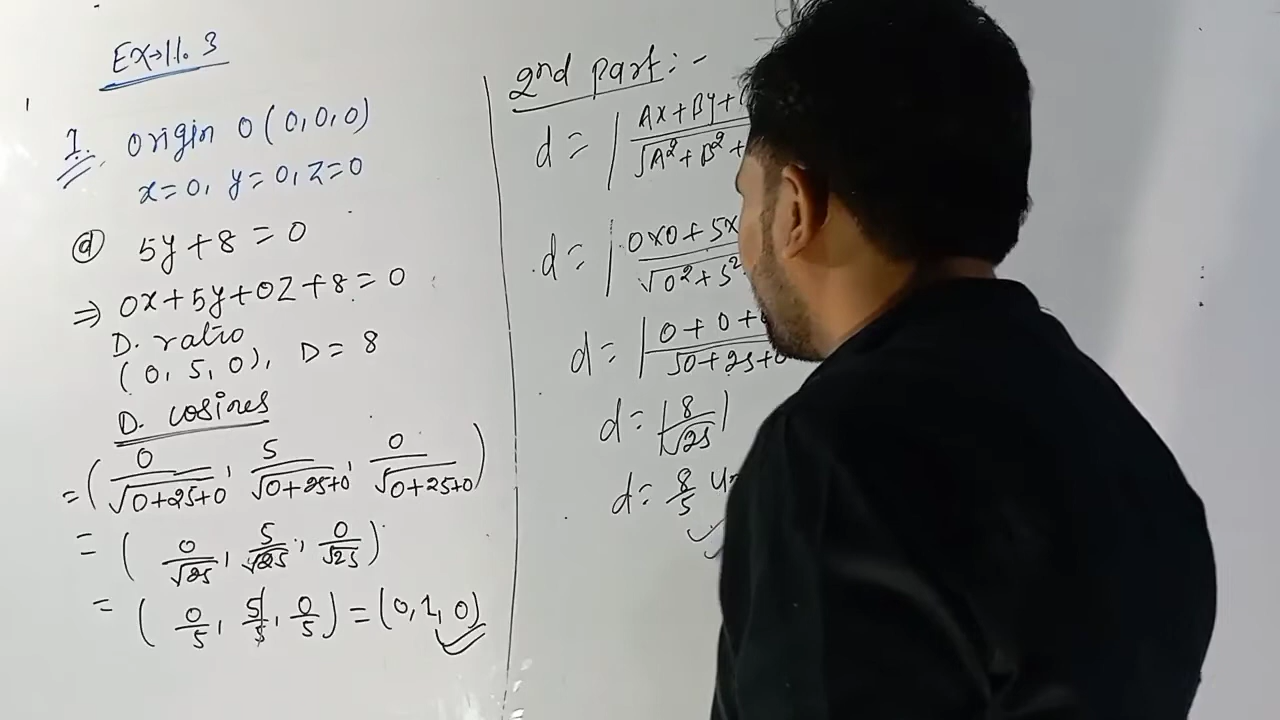 Ex→11.3
1. origin O(0,0,0)
x=0, y=0, z=0
(d) 5y+8=0
⇒ 0x+5y+0z+8=0
D. ratio
(0, 5, 0), D=8
D. cosines
= (0/√0+25+0, 5/√0+25+0, 0/√0+25+0)
= (0/√25, 5/√25, 0/√25)
= (0/5, 5/5, 0/5) = (0,1,0)
2nd part:-
d = |Ax+By+ / √A²+B²+
d = |0x0+5x / √0²+5²
d = |0+0+ / √0+25+0
d = |8/√25|
d = 8/5